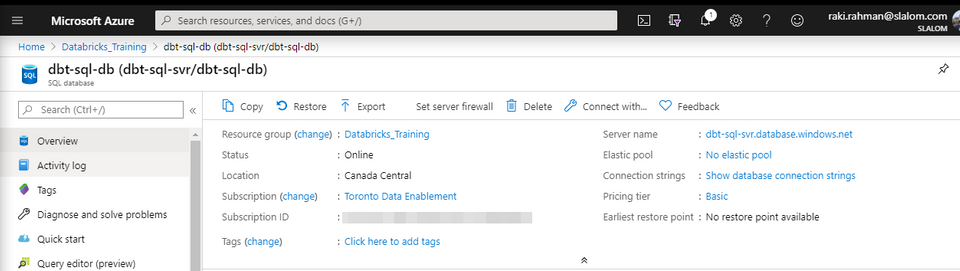 Microsoft Azure
Search resources, services, and docs (G+/)
1
raki.rahman@slalom.com
SLALOM
Home > Databricks_Training > dbt-sql-db (dbt-sql-svr/dbt-sql-db)
SQL
dbt-sql-db (dbt-sql-svr/dbt-sql-db)
SQL database
Search (Ctrl+/)
Overview
Activity log
Tags
Diagnose and solve problems
Quick start
Query editor (preview)
Copy Restore Export Set server firewall Delete Connect with... Feedback
Resource group (change) : Databricks_Training
Status : Online
Location : Canada Central
Subscription (change) : Toronto Data Enablement
Subscription ID :
Tags (change) : Click here to add tags
Server name : dbt-sql-svr.database.windows.net
Elastic pool : No elastic pool
Connection strings : Show database connection strings
Pricing tier : Basic
Earliest restore point : No restore point available